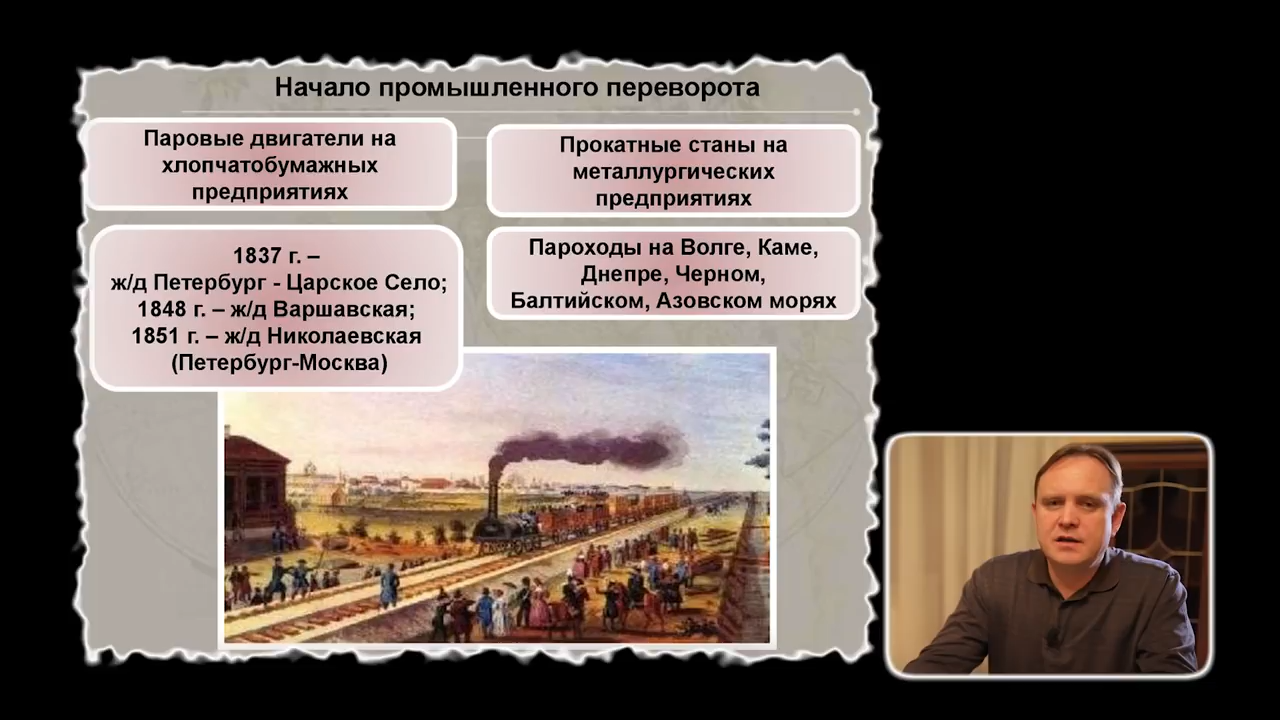 Начало промышленного переворота
Паровые двигатели на
хлопчатобумажных
предприятиях
Прокатные станы на
металлургических
предприятиях
1837 г. –
ж/д Петербург - Царское Село;
1848 г. – ж/д Варшавская;
1851 г. – ж/д Николаевская
(Петербург-Москва)
Пароходы на Волге, Каме,
Днепре, Черном,
Балтийском, Азовском морях